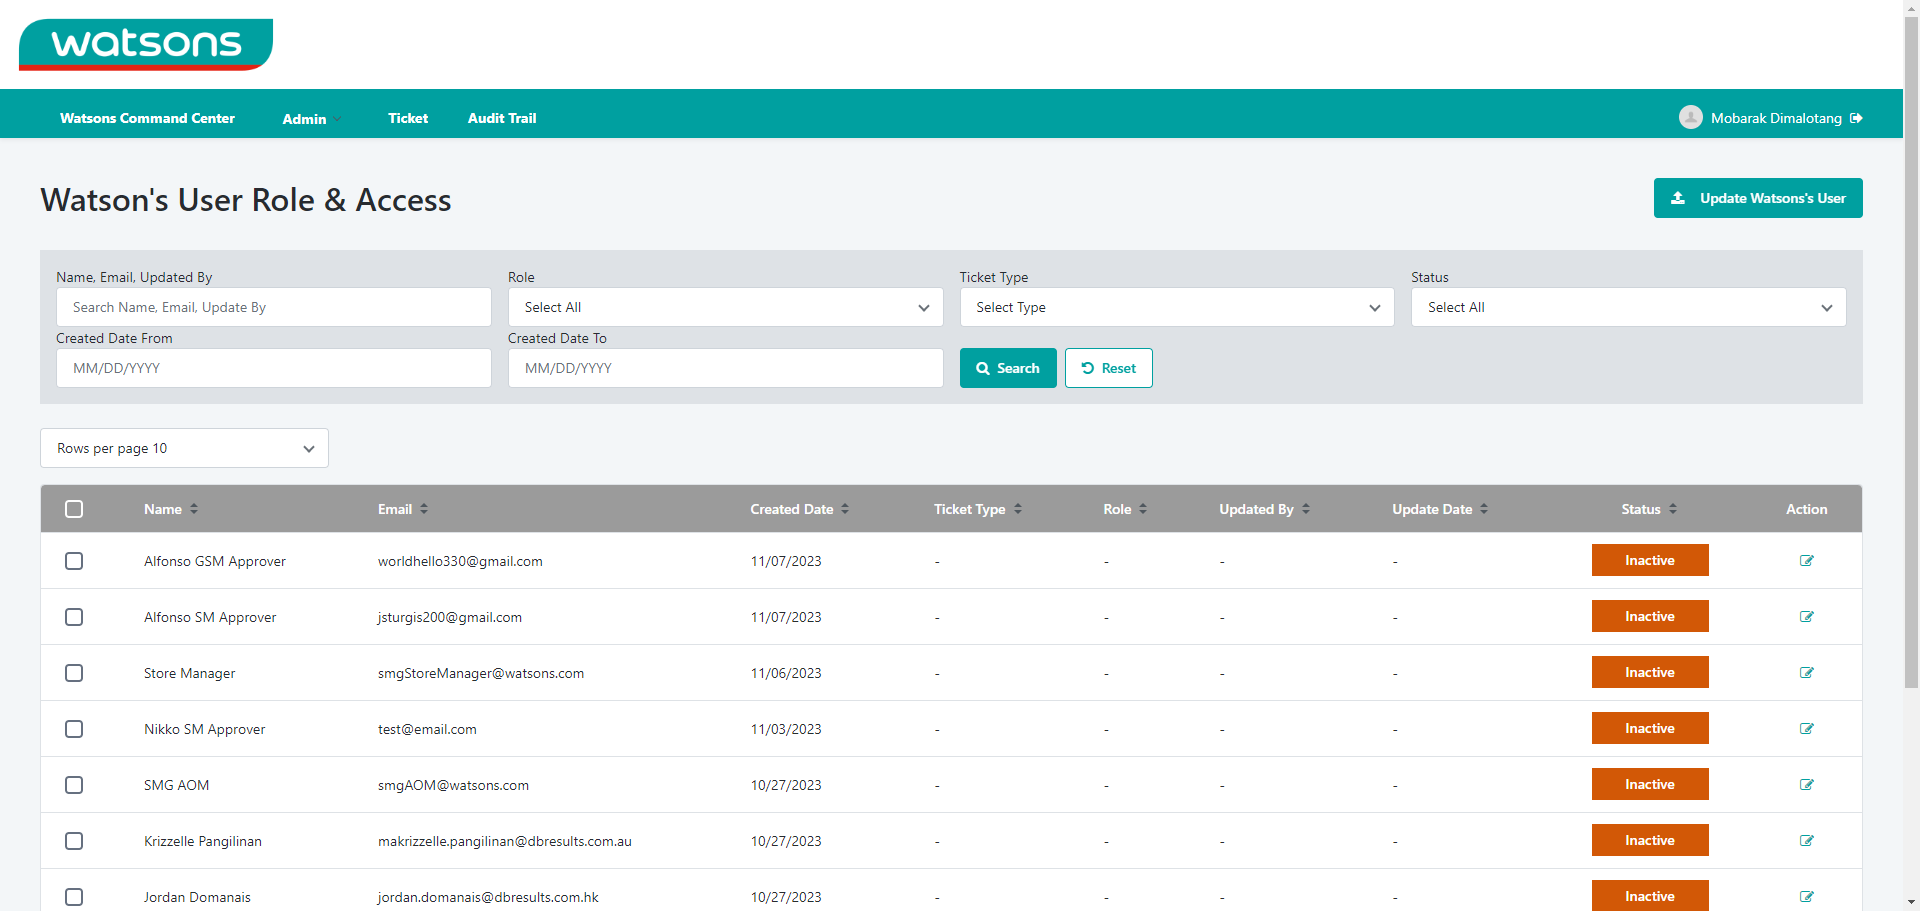 watsons
Watsons Command Center Admin Ticket Audit Trail Mobarak Dimalotang
Watson's User Role & Access Update Watsons's User
Name, Email, Updated By Role Ticket Type Status
Search Name, Email, Update By Select All Select Type Select All
Created Date From Created Date To
MM/DD/YYYY MM/DD/YYYY Search Reset
Rows per page 10
Name Email Created Date Ticket Type Role Updated By Update Date Status Action
Alfonso GSM Approver worldhello330@gmail.com 11/07/2023 - - - - Inactive
Alfonso SM Approver jsturgis200@gmail.com 11/07/2023 - - - - Inactive
Store Manager smgStoreManager@watsons.com 11/06/2023 - - - - Inactive
Nikko SM Approver test@email.com 11/03/2023 - - - - Inactive
SMG AOM smgAOM@watsons.com 10/27/2023 - - - - Inactive
Krizzelle Pangilinan makrizzelle.pangilinan@dbresults.com.au 10/27/2023 - - - - Inactive
Jordan Domanais jordan.domanais@dbresults.com.hk 10/27/2023 - - - - Inactive